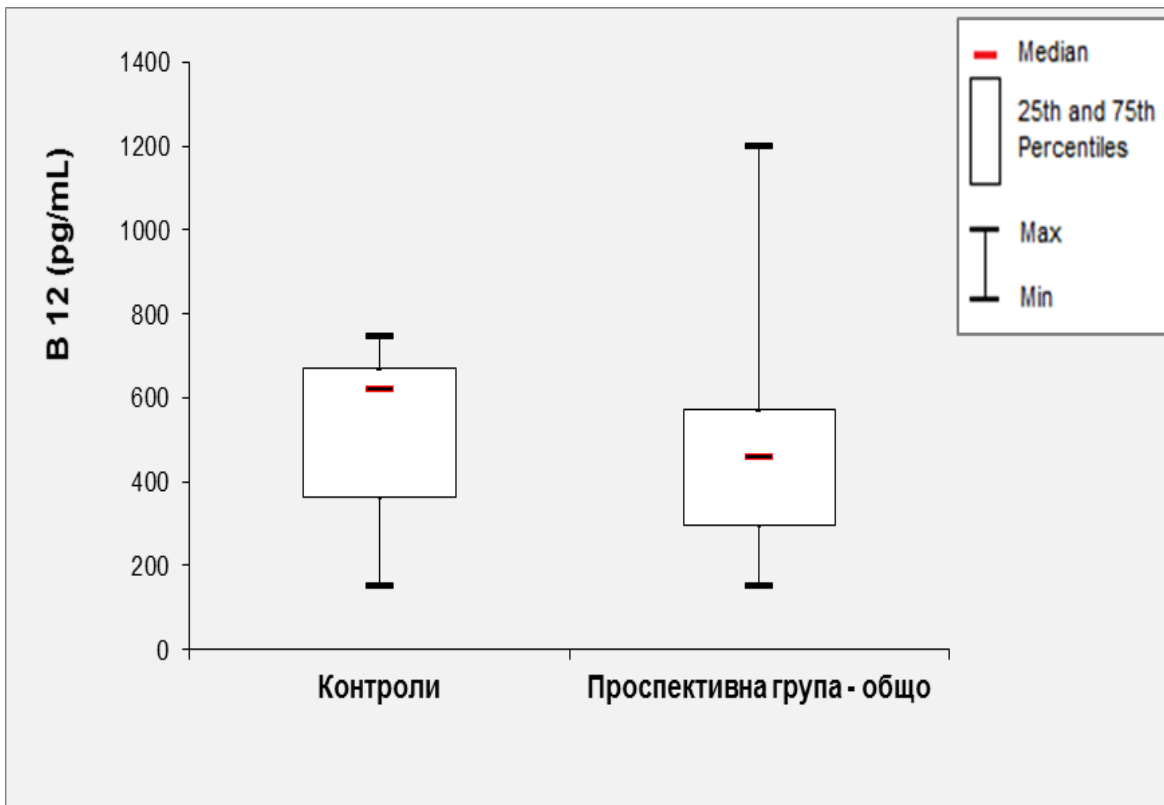 B 12 (pg/mL)
1400
1200
1000
800
600
400
200
0
Контроли
Проспективна група - общо
Median
25th and 75th
Percentiles
Max
Min